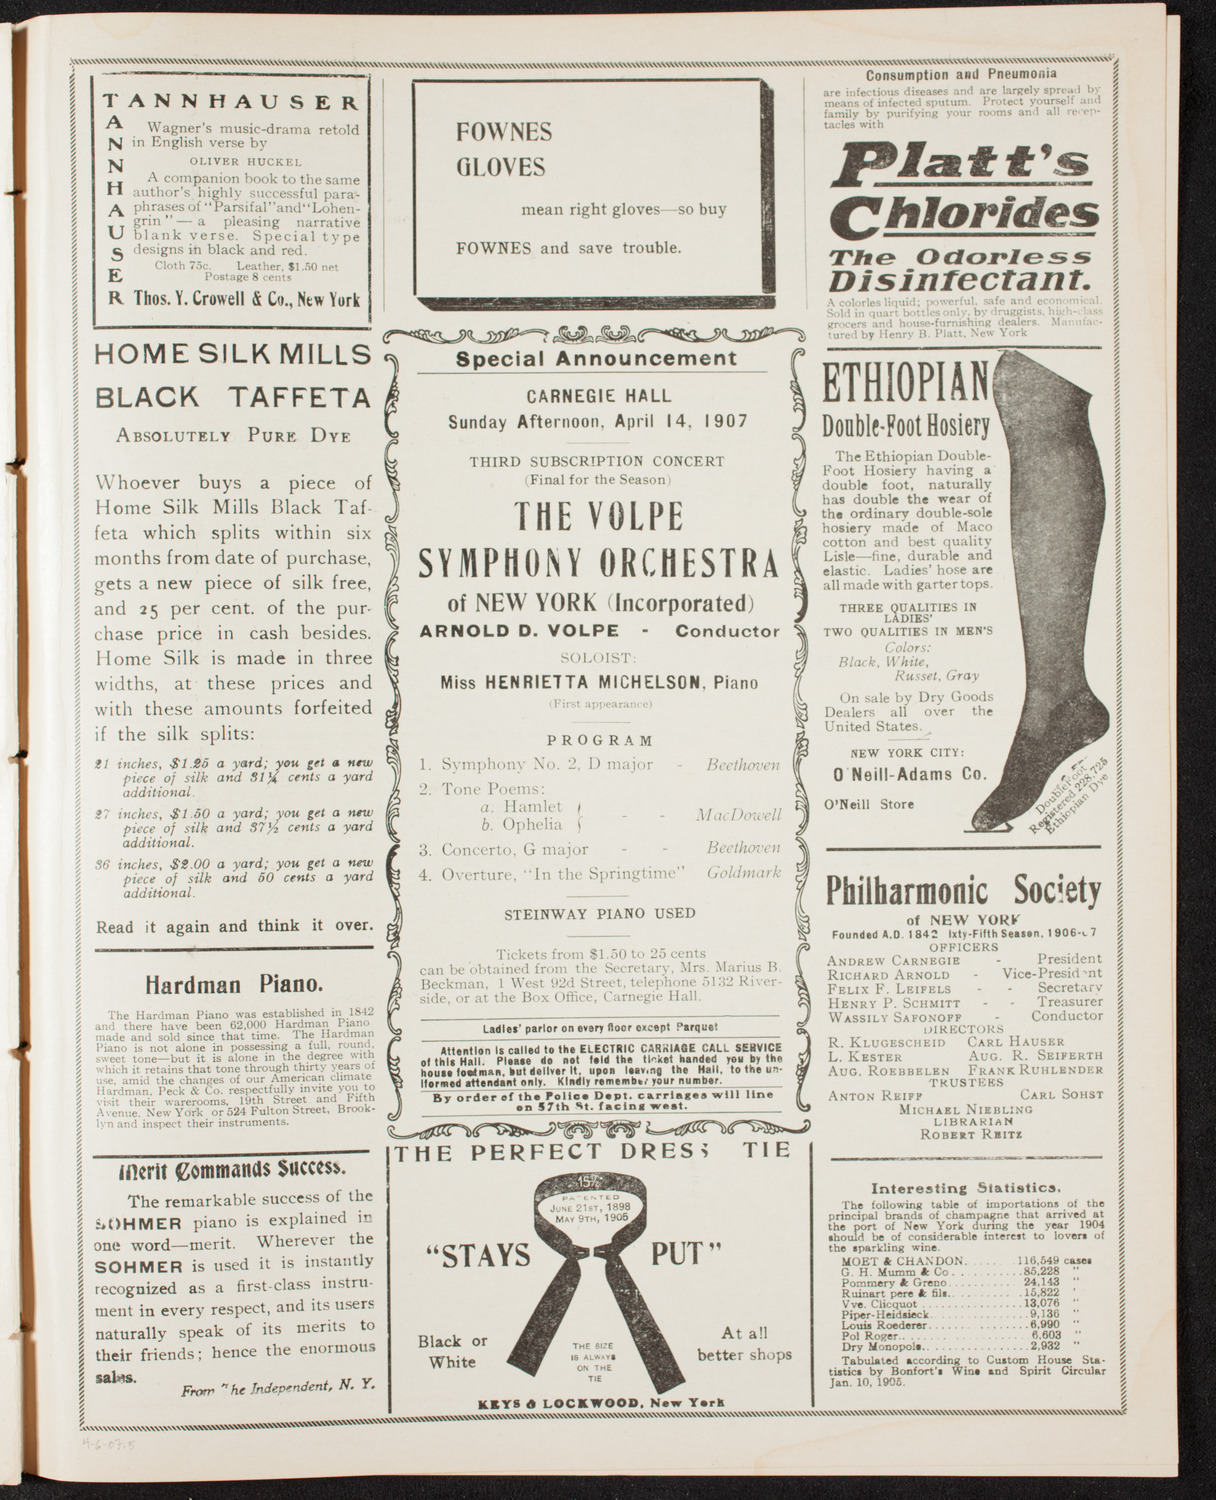 TANNHAUSER
TANNHAUSER
Wagner's music-drama retold
in English verse by
OLIVER HUCKEL
A companion book to the same
author's highly successful para-
phrases of "Parsifal" and "Lohen-
grin" — a pleasing narrative
blank verse. Special type
designs in black and red.
Cloth 75c. Leather, $1.50 net
Postage 8 cents
Thos. Y. Crowell & Co., New York
HOME SILK MILLS
BLACK TAFFETA
ABSOLUTELY PURE DYE
Whoever buys a piece of
Home Silk Mills Black Taf-
feta which splits within six
months from date of purchase,
gets a new piece of silk free,
and 25 per cent. of the pur-
chase price in cash besides.
Home Silk is made in three
widths, at these prices and
with these amounts forfeited
if the silk splits:
21 inches, $1.25 a yard; you get a new
piece of silk and 31¼ cents a yard
additional.
27 inches, $1.50 a yard; you get a new
piece of silk and 37½ cents a yard
additional.
36 inches, $2.00 a yard; you get a new
piece of silk and 50 cents a yard
additional.
Read it again and think it over.
Hardman Piano.
The Hardman Piano was established in 1842
and there have been 62,000 Hardman Piano
made and sold since that time. The Hardman
Piano is not alone in possessing a full, round,
sweet tone—but it is alone in the degree with
which it retains that tone through thirty years of
use, amid the changes of our American climate
Hardman, Peck & Co. respectfully invite you to
visit their warerooms, 19th Street and Fifth
Avenue, New York or 524 Fulton Street, Brook-
lyn and inspect their instruments.
Merit Commands Success.
The remarkable success of the
SOHMER piano is explained in
one word—merit. Wherever the
SOHMER is used it is instantly
recognized as a first-class instru-
ment in every respect, and its users
naturally speak of its merits to
their friends; hence the enormous
sales.
From The Independent, N. Y.
FOWNES
GLOVES
mean right gloves—so buy
FOWNES and save trouble.
Special Announcement
CARNEGIE HALL
Sunday Afternoon, April 14, 1907
THIRD SUBSCRIPTION CONCERT
(Final for the Season)
THE VOLPE
SYMPHONY ORCHESTRA
of NEW YORK (Incorporated)
ARNOLD D. VOLPE - Conductor
SOLOIST:
Miss HENRIETTA MICHELSON, Piano
(First appearance)
PROGRAM
1. Symphony No. 2, D major - Beethoven
2. Tone Poems:
a. Hamlet
b. Ophelia } - - MacDowell
3. Concerto, G major - - Beethoven
4. Overture, "In the Springtime" Goldmark
STEINWAY PIANO USED
Tickets from $1.50 to 25 cents
can be obtained from the Secretary, Mrs. Marius B.
Beckman, 1 West 92d Street, telephone 5132 River-
side, or at the Box Office, Carnegie Hall.
Ladies' parlor on every floor except Parquet
Attention is called to the ELECTRIC CARRIAGE CALL SERVICE
of this Hall. Please do not fold the ticket handed you by the
house footman, but deliver it, upon leaving the Hall, to the un-
iformed attendant only. Kindly remember your number.
By order of the Police Dept. carriages will line
on 57th St. facing west.
THE PERFECT DRESS TIE
15½
PATENTED
JUNE 21ST, 1898
MAY 9TH, 1905
"STAYS PUT"
Black or
White
THE SIZE
IS ALWAYS
ON THE
TIE
At all
better shops
KEYS & LOCKWOOD, New York
Consumption and Pneumonia
are infectious diseases and are largely spread by
means of infected sputum. Protect yourself and
family by purifying your rooms and all recep-
tacles with
Platt's
Chlorides
The Odorless
Disinfectant.
A colorles liquid; powerful, safe and economical.
Sold in quart bottles only, by druggists, high-class
grocers and house-furnishing dealers. Manufac-
tured by Henry B. Platt, New York
ETHIOPIAN
Double-Foot Hosiery
The Ethiopian Double-
Foot Hosiery having a
double foot, naturally
has double the wear of
the ordinary double-sole
hosiery made of Maco
cotton and best quality
Lisle—fine, durable and
elastic. Ladies' hose are
all made with garter tops.
THREE QUALITIES IN
LADIES'
TWO QUALITIES IN MEN'S
Colors:
Black, White,
Russet, Gray
On sale by Dry Goods
Dealers all over the
United States.
NEW YORK CITY:
O'Neill-Adams Co.
O'Neill Store
Double Foot
Registered 228,725
Ethiopian Dye
Philharmonic Society
of NEW YORK
Founded A.D. 1842 ixty-Fifth Season, 1906-07
OFFICERS
ANDREW CARNEGIE - President
RICHARD ARNOLD - Vice-President
FELIX F. LEIFELS - - Secretary
HENRY P. SCHMITT - - Treasurer
WASSILY SAFONOFF - Conductor
DIRECTORS
R. KLUGESCHEID CARL HAUSER
L. KESTER AUG. R. SEIFERTH
AUG. ROEBBELEN FRANK RUHLENDER
TRUSTEES
ANTON REIFF CARL SOHST
MICHAEL NIEBLING
LIBRARIAN
ROBERT REITZ
Interesting Statistics.
The following table of importations of the
principal brands of champagne that arrived at
the port of New York during the year 1904
should be of considerable interest to lovers of
the sparkling wine.
MOET & CHANDON......116,549 cases
G. H. Mumm & Co..........85,228 "
Pommery & Greno..........24,143 "
Ruinart pere & fils..........15,822 "
Vve. Clicquot..........13,076 "
Piper-Heidsieck..........9,136 "
Louis Roederer..........6,990 "
Pol Roger..........6,603 "
Dry Monopole..........2,932 "
Tabulated according to Custom House Sta-
tistics by Bonfort's Wine and Spirit Circular
Jan. 10, 1905.
4-6-07.5